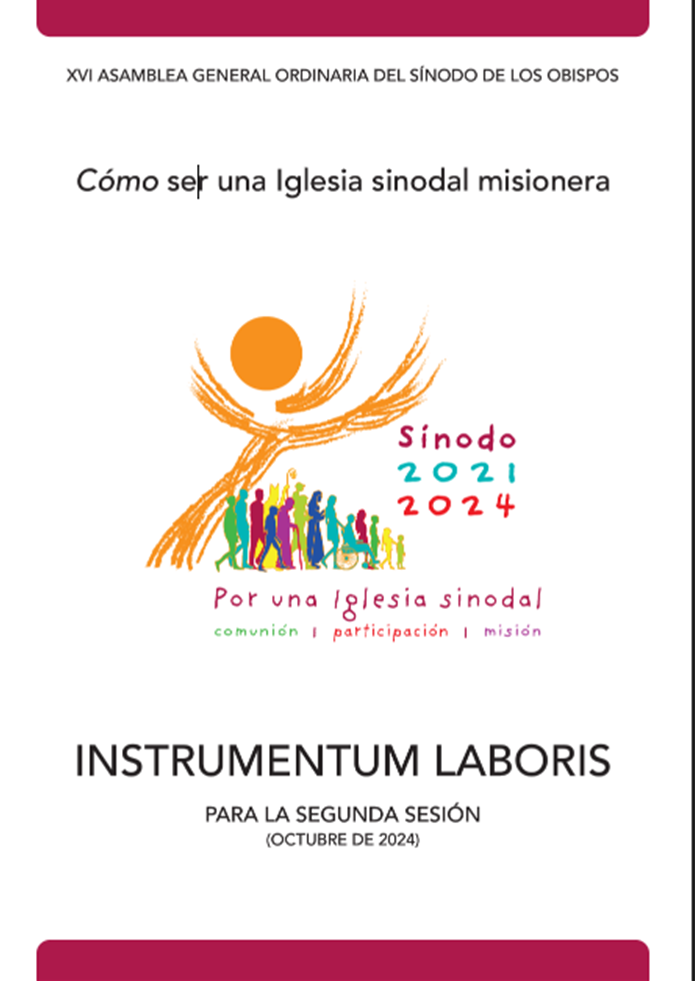 XVI ASAMBLEA GENERAL ORDINARIA DEL SÍNODO DE LOS OBISPOS
Cómo ser una Iglesia sinodal misionera
Sínodo
2021
2024
Por una Iglesia sinodal
comunión | participación | misión
INSTRUMENTUM LABORIS
PARA LA SEGUNDA SESIÓN
(OCTUBRE DE 2024)